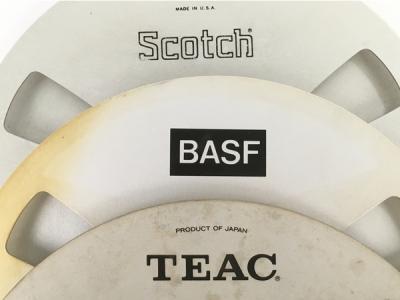 MADE IN U.S.A.
Scotch
BASF
PRODUCT OF JAPAN
TEAC®